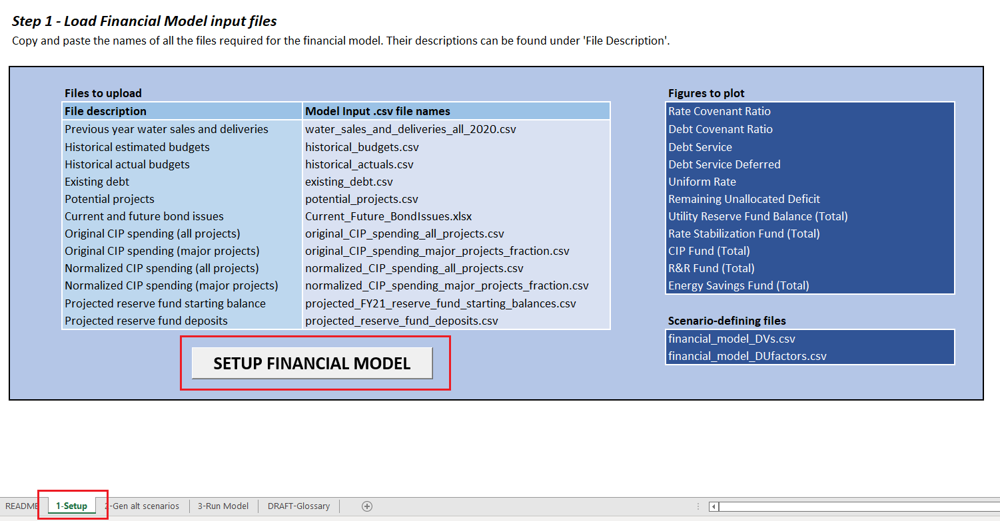 Step 1 - Load Financial Model input files
Copy and paste the names of all the files required for the financial model. Their descriptions can be found under 'File Description'.
Files to upload
File description Model Input .csv file names
Previous year water sales and deliveries water_sales_and_deliveries_all_2020.csv
Historical estimated budgets historical_budgets.csv
Historical actual budgets historical_actuals.csv
Existing debt existing_debt.csv
Potential projects potential_projects.csv
Current and future bond issues Current_Future_BondIssues.xlsx
Original CIP spending (all projects) original_CIP_spending_all_projects.csv
Original CIP spending (major projects) original_CIP_spending_major_projects_fraction.csv
Normalized CIP spending (all projects) normalized_CIP_spending_all_projects.csv
Normalized CIP spending (major projects) normalized_CIP_spending_major_projects_fraction.csv
Projected reserve fund starting balance projected_FY21_reserve_fund_starting_balances.csv
Projected reserve fund deposits projected_reserve_fund_deposits.csv
SETUP FINANCIAL MODEL
Figures to plot
Rate Covenant Ratio
Debt Covenant Ratio
Debt Service
Debt Service Deferred
Uniform Rate
Remaining Unallocated Deficit
Utility Reserve Fund Balance (Total)
Rate Stabilization Fund (Total)
CIP Fund (Total)
R&R Fund (Total)
Energy Savings Fund (Total)
Scenario-defining files
financial_model_DVs.csv
financial_model_DUfactors.csv
README 1-Setup 2-Gen alt scenarios 3-Run Model DRAFT-Glossary